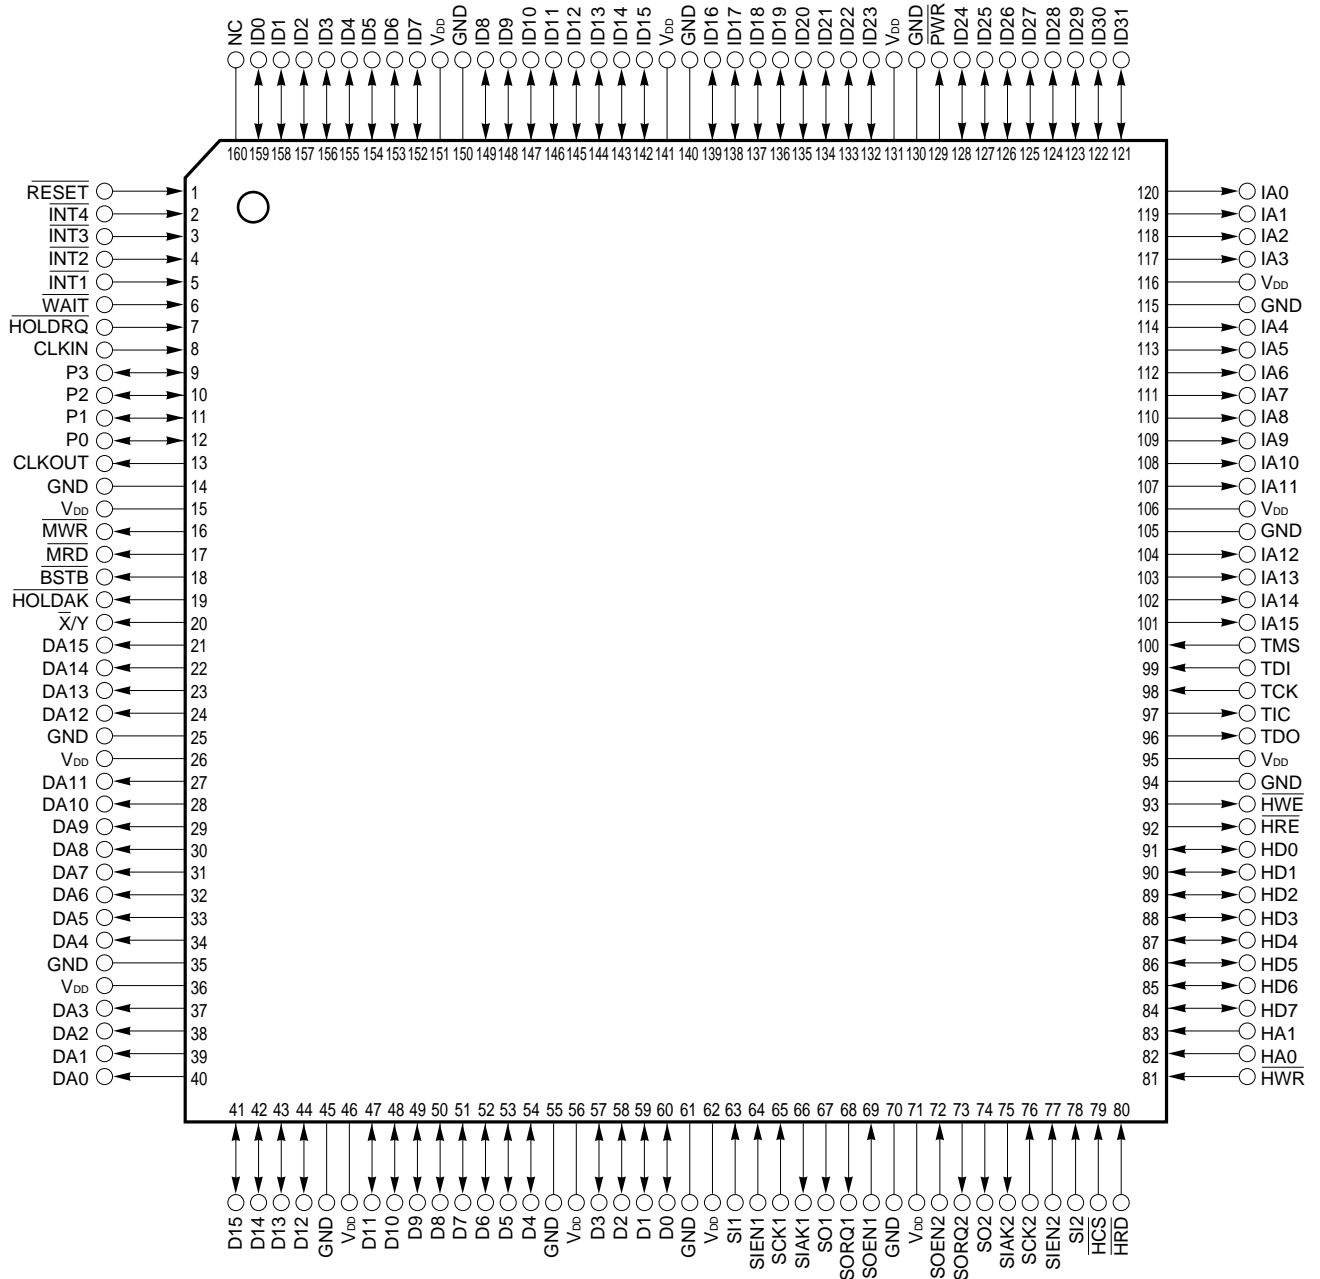 NC ID0 ID1 ID2 ID3 ID4 ID5 ID6 ID7 VDD GND ID8 ID9 ID10 ID11 ID12 ID13 ID14 ID15 VDD GND ID16 ID17 ID18 ID19 ID20 ID21 ID22 ID23 VDD GND PWR ID24 ID25 ID26 ID27 ID28 ID29 ID30 ID31
160 159 158 157 156 155 154 153 152 151 150 149 148 147 146 145 144 143 142 141 140 139 138 137 136 135 134 133 132 131 130 129 128 127 126 125 124 123 122 121
RESET 1 120 IA0
INT4 2 119 IA1
INT3 3 118 IA2
INT2 4 117 IA3
INT1 5 116 VDD
WAIT 6 115 GND
HOLDRQ 7 114 IA4
CLKIN 8 113 IA5
P3 9 112 IA6
P2 10 111 IA7
P1 11 110 IA8
P0 12 109 IA9
CLKOUT 13 108 IA10
GND 14 107 IA11
VDD 15 106 VDD
MWR 16 105 GND
MRD 17 104 IA12
BSTB 18 103 IA13
HOLDAK 19 102 IA14
X/Y 20 101 IA15
DA15 21 100 TMS
DA14 22 99 TDI
DA13 23 98 TCK
DA12 24 97 TIC
GND 25 96 TDO
VDD 26 95 VDD
DA11 27 94 GND
DA10 28 93 HWE
DA9 29 92 HRE
DA8 30 91 HD0
DA7 31 90 HD1
DA6 32 89 HD2
DA5 33 88 HD3
DA4 34 87 HD4
GND 35 86 HD5
VDD 36 85 HD6
DA3 37 84 HD7
DA2 38 83 HA1
DA1 39 82 HA0
DA0 40 81 HWR
41 42 43 44 45 46 47 48 49 50 51 52 53 54 55 56 57 58 59 60 61 62 63 64 65 66 67 68 69 70 71 72 73 74 75 76 77 78 79 80
D15 D14 D13 D12 GND VDD D11 D10 D9 D8 D7 D6 D5 D4 GND VDD D3 D2 D1 D0 GND VDD SI1 SIEN1 SCK1 SIAK1 SO1 SORQ1 SOEN1 GND VDD SOEN2 SORQ2 SO2 SIAK2 SCK2 SIEN2 SI2 HCS HRD